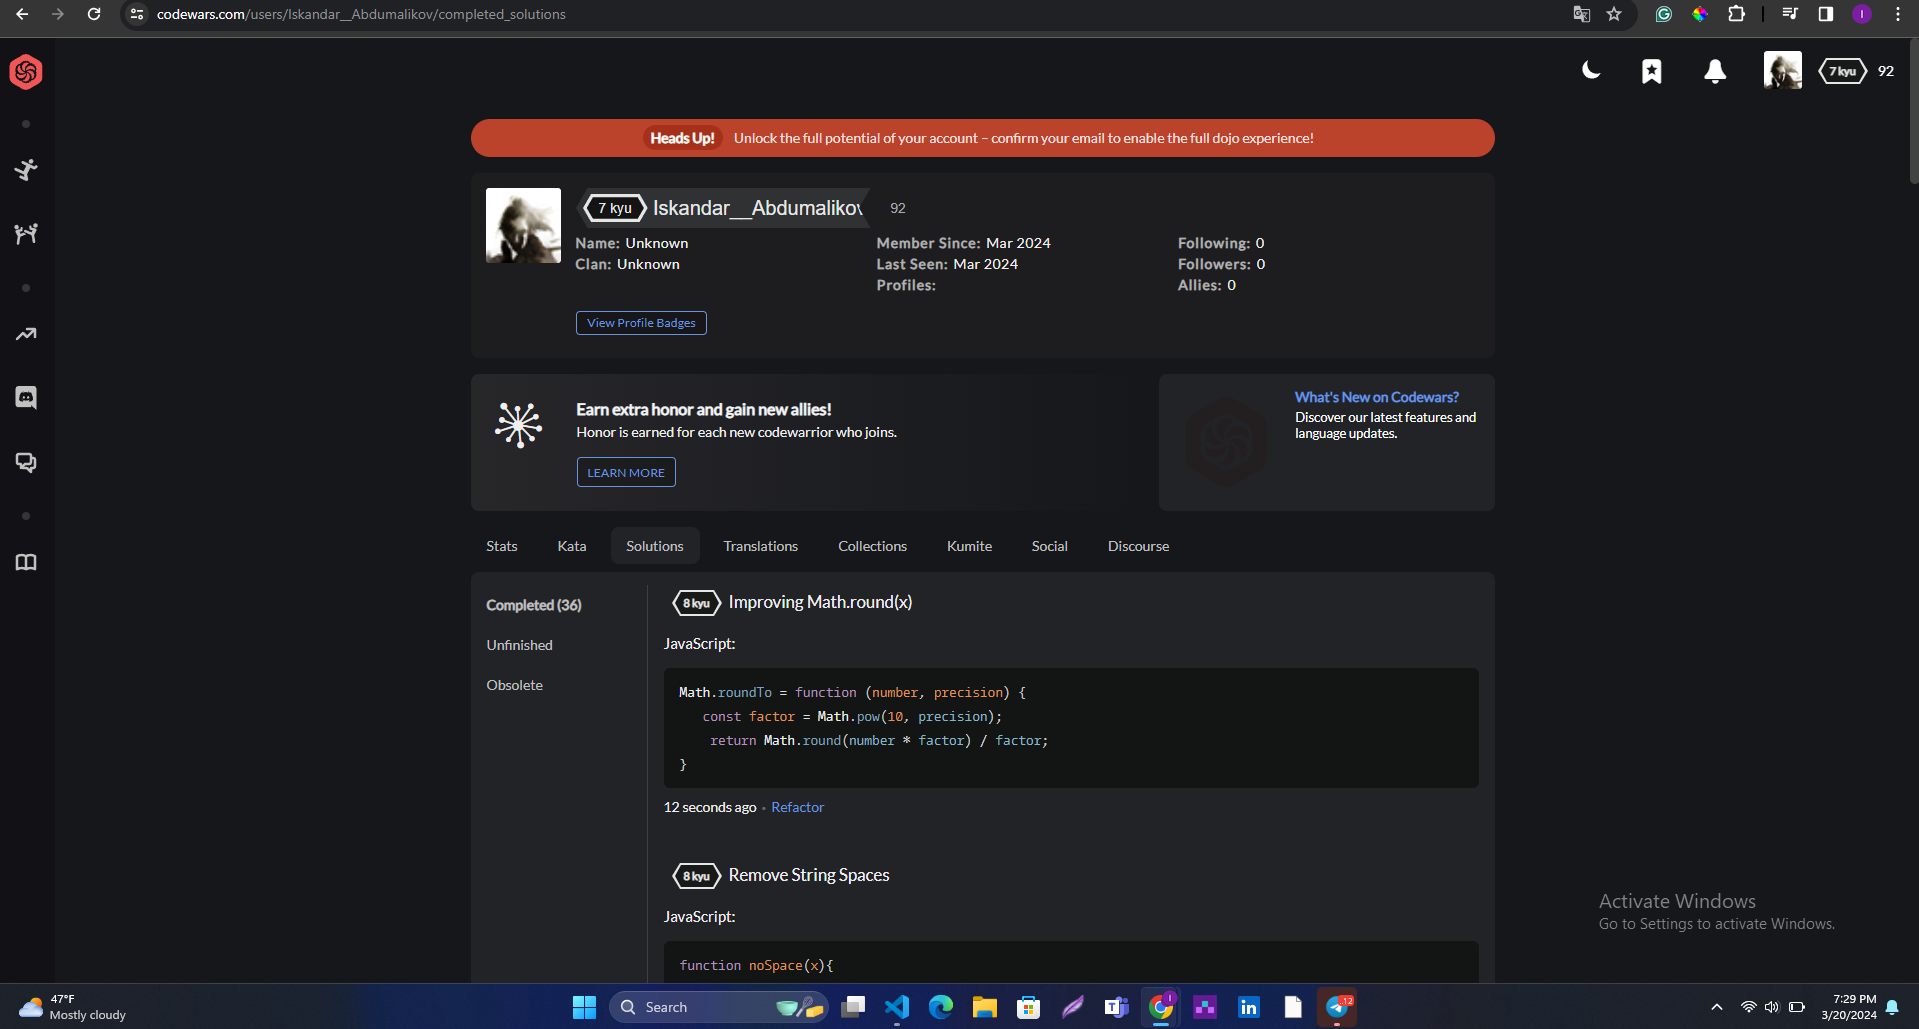 codewars.com/users/Iskandar__Abdumalikov/completed_solutions
I
7 kyu 92
Heads Up! Unlock the full potential of your account – confirm your email to enable the full dojo experience!
7 kyu Iskandar__Abdumalikov 92
Name: Unknown Member Since: Mar 2024 Following: 0
Clan: Unknown Last Seen: Mar 2024 Followers: 0
Profiles: Allies: 0
View Profile Badges
Earn extra honor and gain new allies!
Honor is earned for each new codewarrior who joins.
LEARN MORE
What's New on Codewars?
Discover our latest features and
language updates.
Stats Kata Solutions Translations Collections Kumite Social Discourse
Completed (36)
Unfinished
Obsolete
8 kyu Improving Math.round(x)
JavaScript:
Math.roundTo = function (number, precision) {
const factor = Math.pow(10, precision);
return Math.round(number * factor) / factor;
}
12 seconds ago • Refactor
8 kyu Remove String Spaces
JavaScript:
function noSpace(x){
Activate Windows
Go to Settings to activate Windows.
47°F
Mostly cloudy
Search
12
7:29 PM
3/20/2024